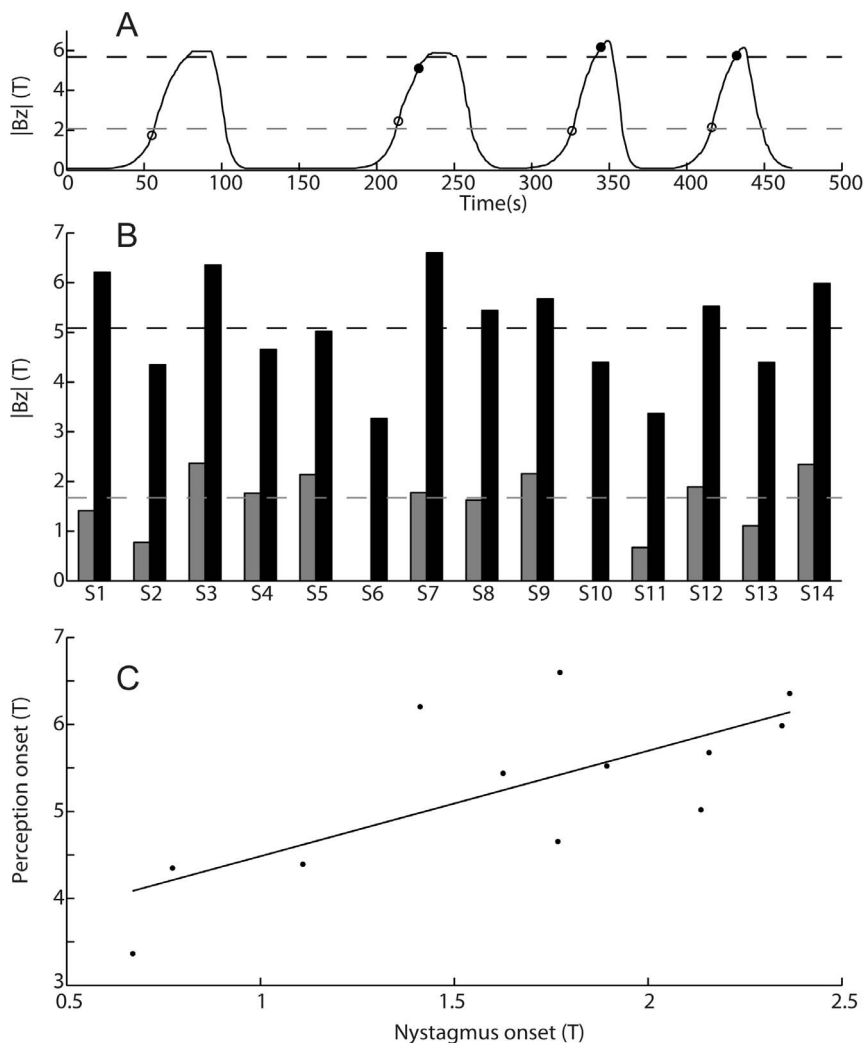 A
|Bz| (T)
6
4
2
0
0 50 100 150 200 250 300 350 400 450 500
Time(s)
B
|Bz| (T)
7
6
5
4
3
2
1
0
S1 S2 S3 S4 S5 S6 S7 S8 S9 S10 S11 S12 S13 S14
C
Perception onset (T)
7
6
5
4
3
0.5 1 1.5 2 2.5
Nystagmus onset (T)